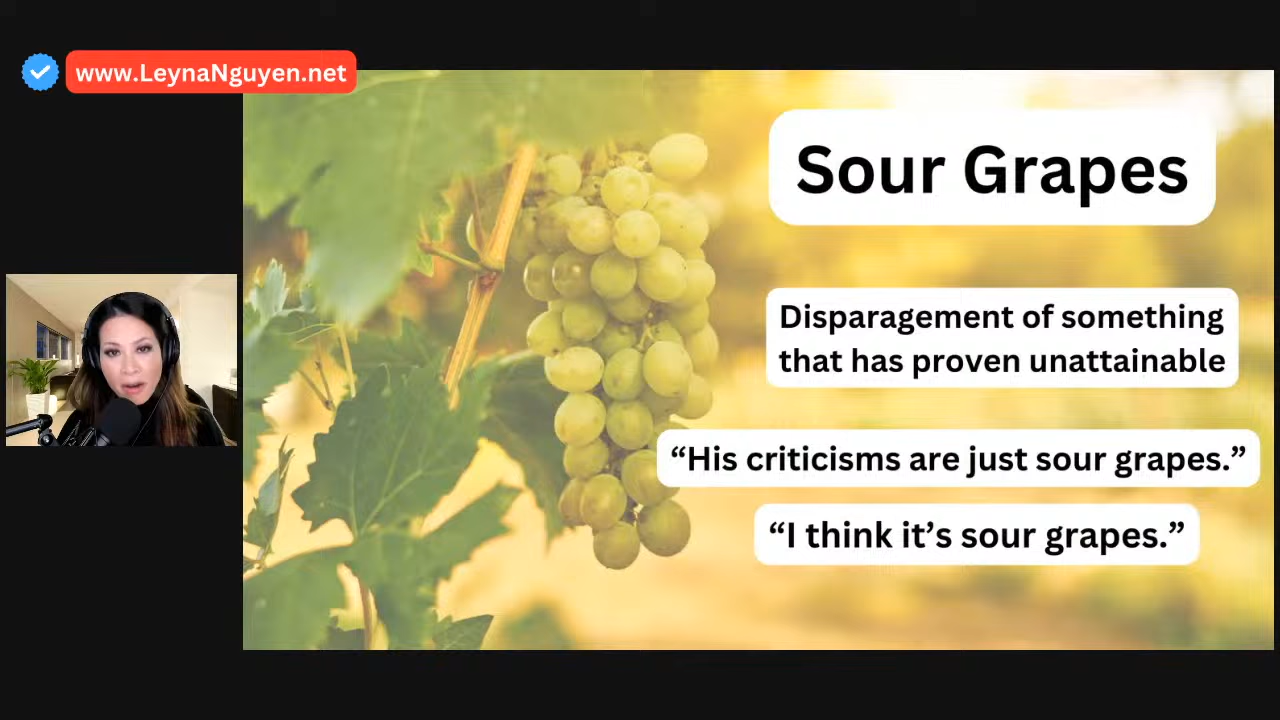 www.LeynaNguyen.net
Sour Grapes
Disparagement of something
that has proven unattainable
“His criticisms are just sour grapes.”
“I think it’s sour grapes.”